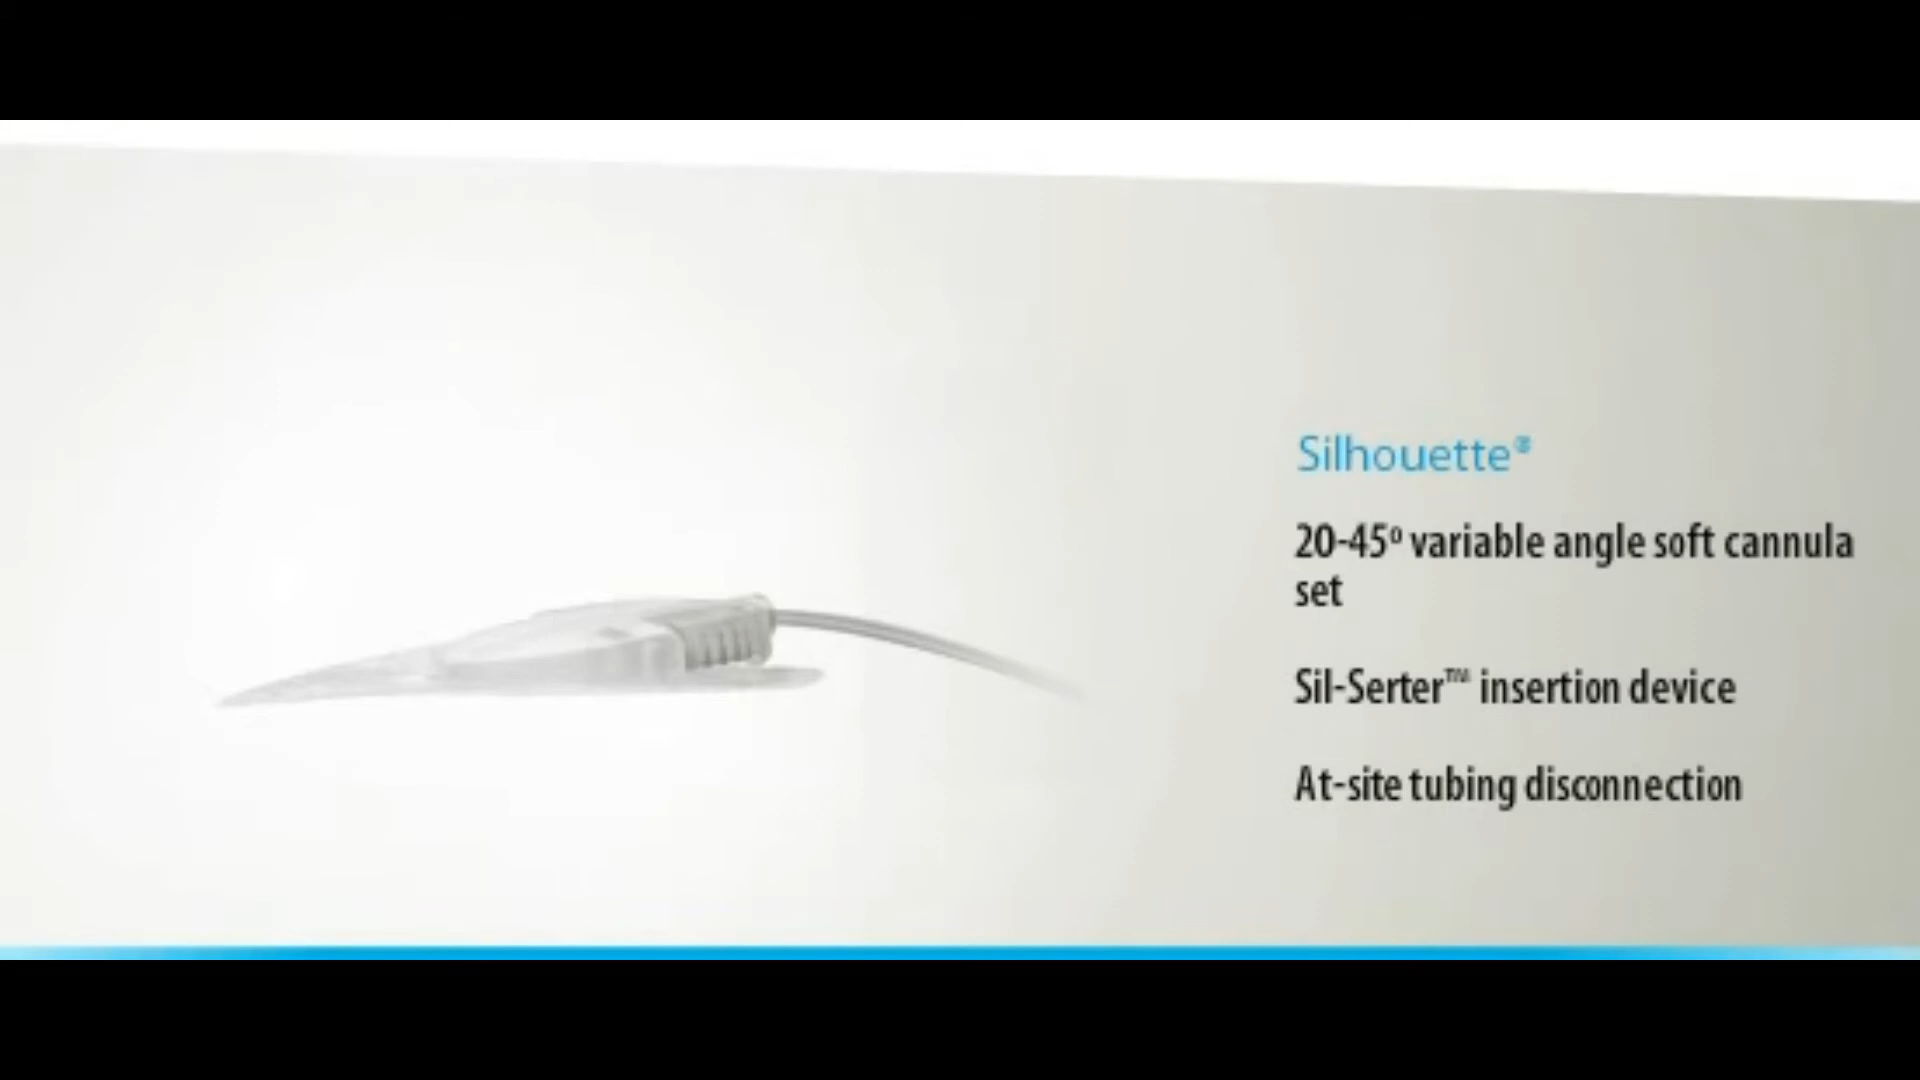 Silhouette®
20-45º variable angle soft cannula
set
Sil-Serter™ insertion device
At-site tubing disconnection